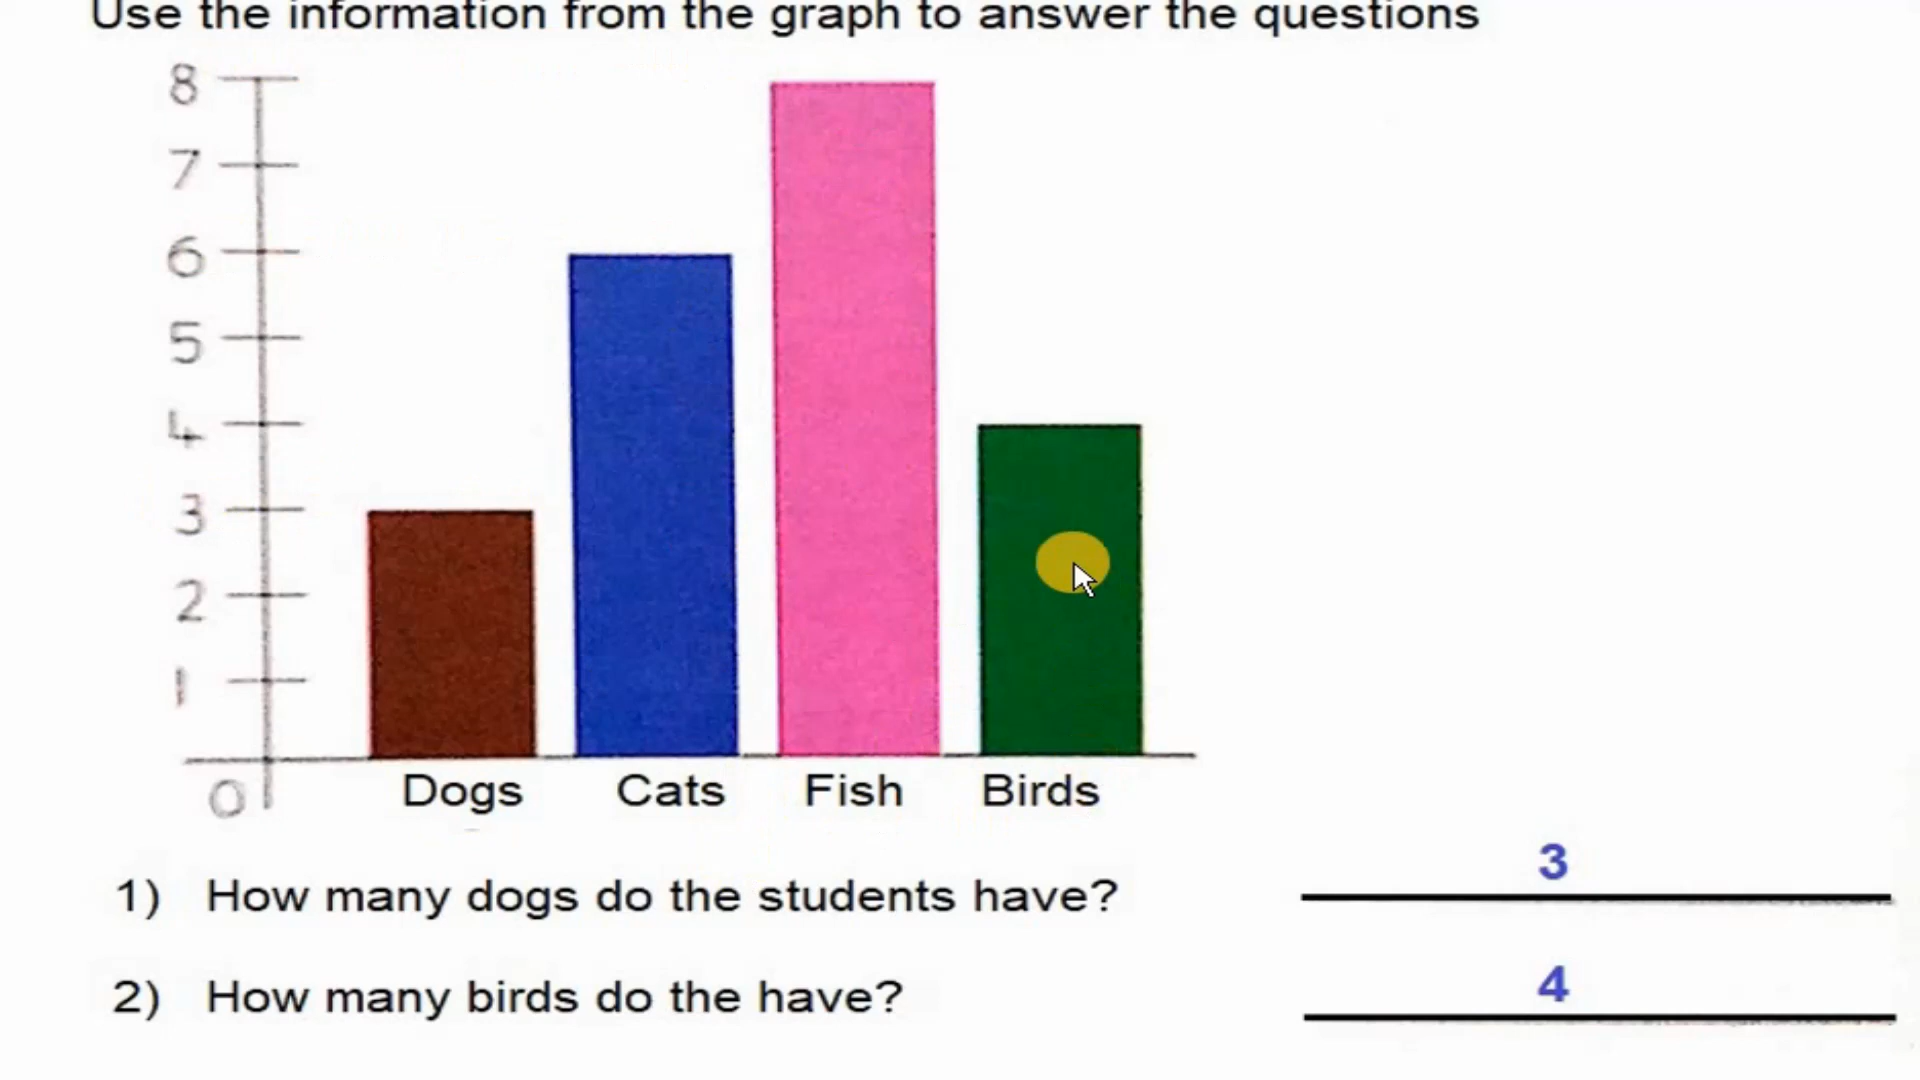 Use the information from the graph to answer the questions
8
7
6
5
4
3
2
1
0
Dogs Cats Fish Birds
1) How many dogs do the students have? 3
2) How many birds do the have? 4